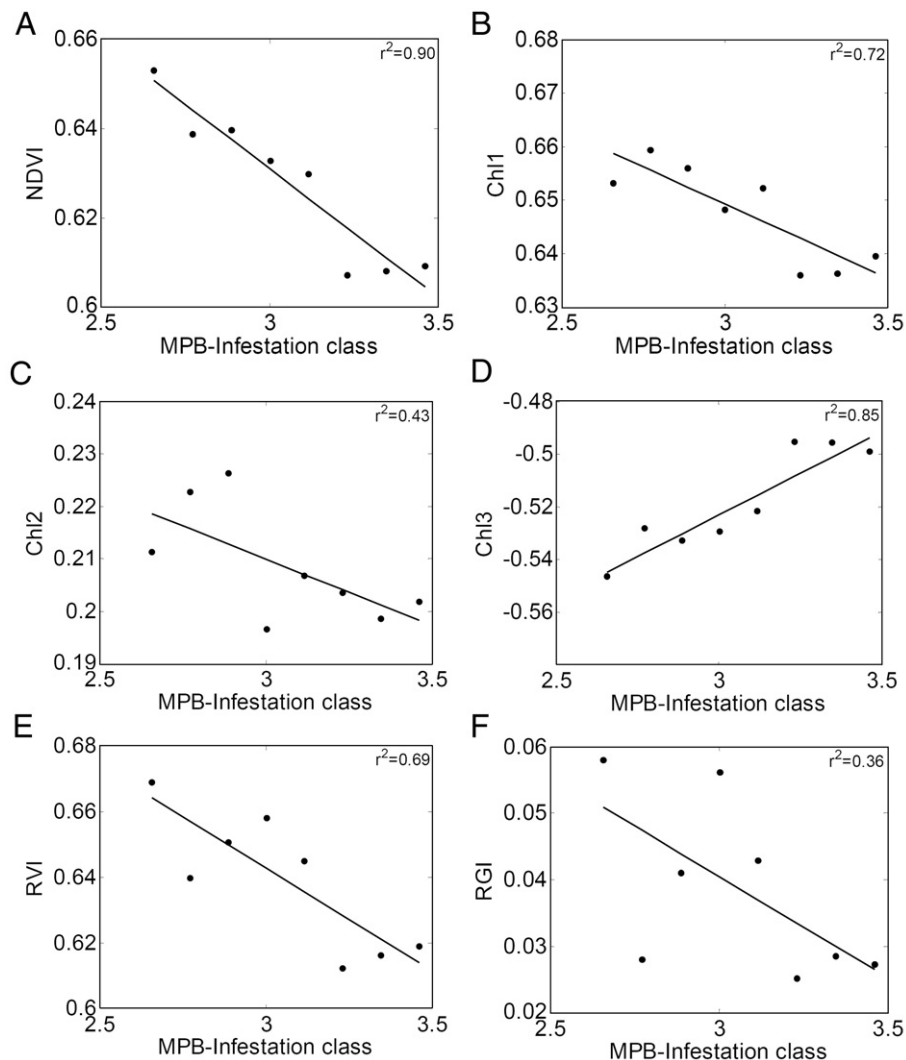 A
r²=0.90
0.66
0.64
0.62
0.6
NDVI
2.5 3 3.5
MPB-Infestation class
B
r²=0.72
0.68
0.67
0.66
0.65
0.64
0.63
Chl1
2.5 3 3.5
MPB-Infestation class
C
r²=0.43
0.24
0.23
0.22
0.21
0.2
0.19
Chl2
2.5 3 3.5
MPB-Infestation class
D
r²=0.85
-0.48
-0.5
-0.52
-0.54
-0.56
Chl3
2.5 3 3.5
MPB-Infestation class
E
r²=0.69
0.68
0.66
0.64
0.62
0.6
RVI
2.5 3 3.5
MPB-Infestation class
F
r²=0.36
0.06
0.05
0.04
0.03
0.02
RGI
2.5 3 3.5
MPB-Infestation class